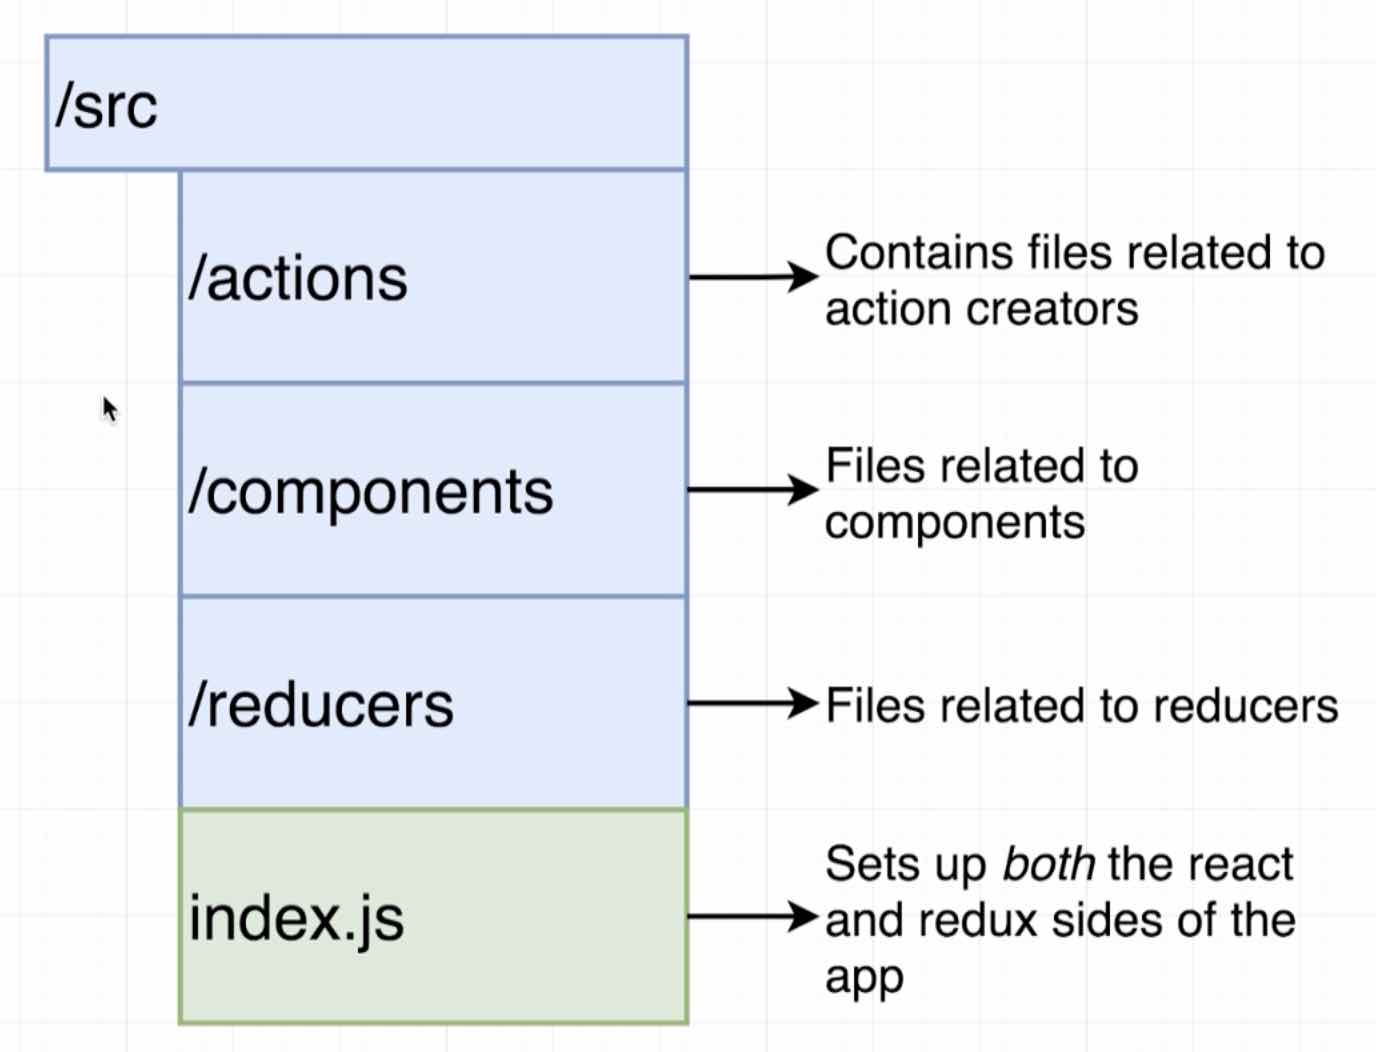 /src
/actions
Contains files related to
action creators
/components
Files related to
components
/reducers
Files related to reducers
index.js
Sets up both the react
and redux sides of the
app